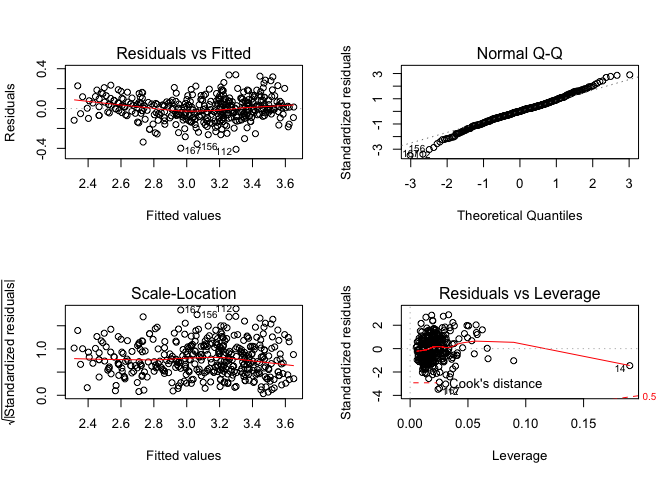 Residuals vs Fitted
Residuals
0.4
0.0
-0.4
167
156
112
2.4 2.6 2.8 3.0 3.2 3.4 3.6
Fitted values
Normal Q-Q
Standardized residuals
3
1
-1
-3
156
112
-3 -2 -1 0 1 2 3
Theoretical Quantiles
Scale-Location
√|Standardized residuals|
1.0
0.0
167
156
112
2.4 2.6 2.8 3.0 3.2 3.4 3.6
Fitted values
Residuals vs Leverage
Standardized residuals
2
0
-2
-4
14
Cook's distance
0.5
0.00 0.05 0.10 0.15
Leverage